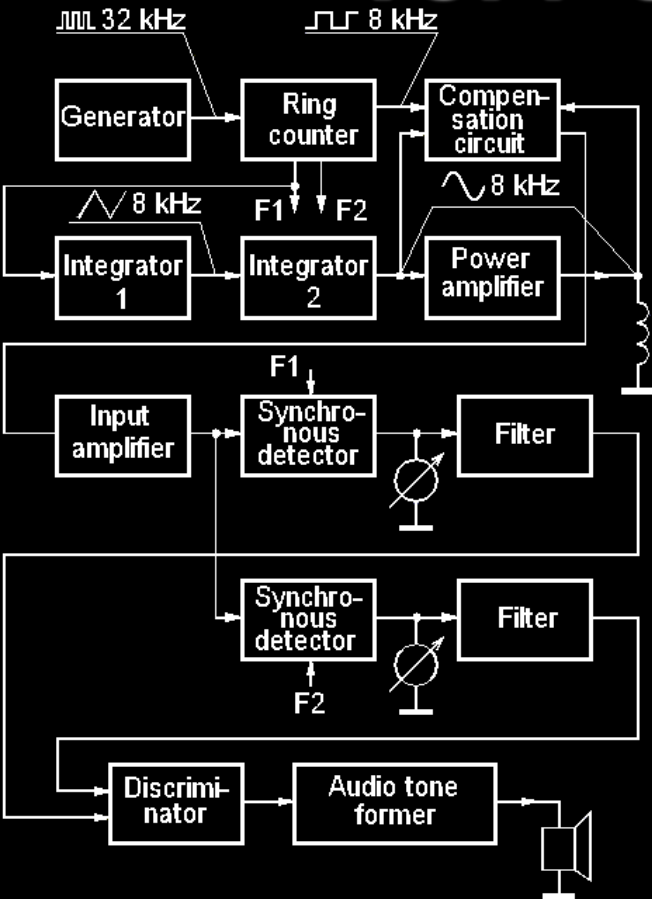 32 kHz
8 kHz
Generator
Ring
counter
Compen-
sation
circuit
F1
F2
8 kHz
8 kHz
Integrator
1
Integrator
2
Power
amplifier
F1
Input
amplifier
Synchro-
nous
detector
Filter
Synchro-
nous
detector
Filter
F2
Discrimi-
nator
Audio tone
former